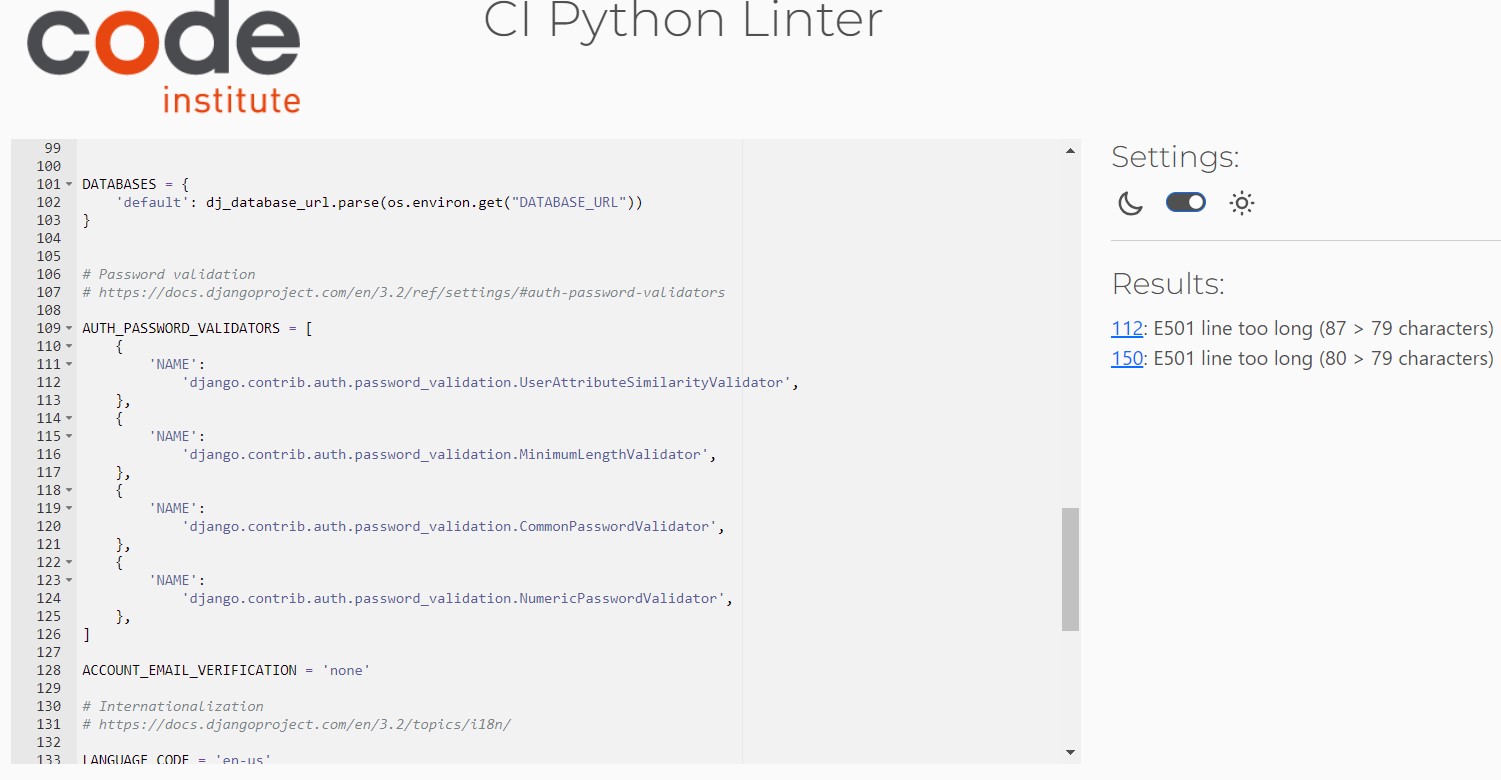 code
institute
CI Python Linter
99
100
101 DATABASES = {
102     'default': dj_database_url.parse(os.environ.get("DATABASE_URL"))
103 }
104
105
106 # Password validation
107 # https://docs.djangoproject.com/en/3.2/ref/settings/#auth-password-validators
108
109 AUTH_PASSWORD_VALIDATORS = [
110     {
111         'NAME':
112             'django.contrib.auth.password_validation.UserAttributeSimilarityValidator',
113     },
114     {
115         'NAME':
116             'django.contrib.auth.password_validation.MinimumLengthValidator',
117     },
118     {
119         'NAME':
120             'django.contrib.auth.password_validation.CommonPasswordValidator',
121     },
122     {
123         'NAME':
124             'django.contrib.auth.password_validation.NumericPasswordValidator',
125     },
126 ]
127
128 ACCOUNT_EMAIL_VERIFICATION = 'none'
129
130 # Internationalization
131 # https://docs.djangoproject.com/en/3.2/topics/i18n/
132
133 LANGUAGE_CODE = 'en-us'
Settings:
Results:
112: E501 line too long (87 > 79 characters)
150: E501 line too long (80 > 79 characters)